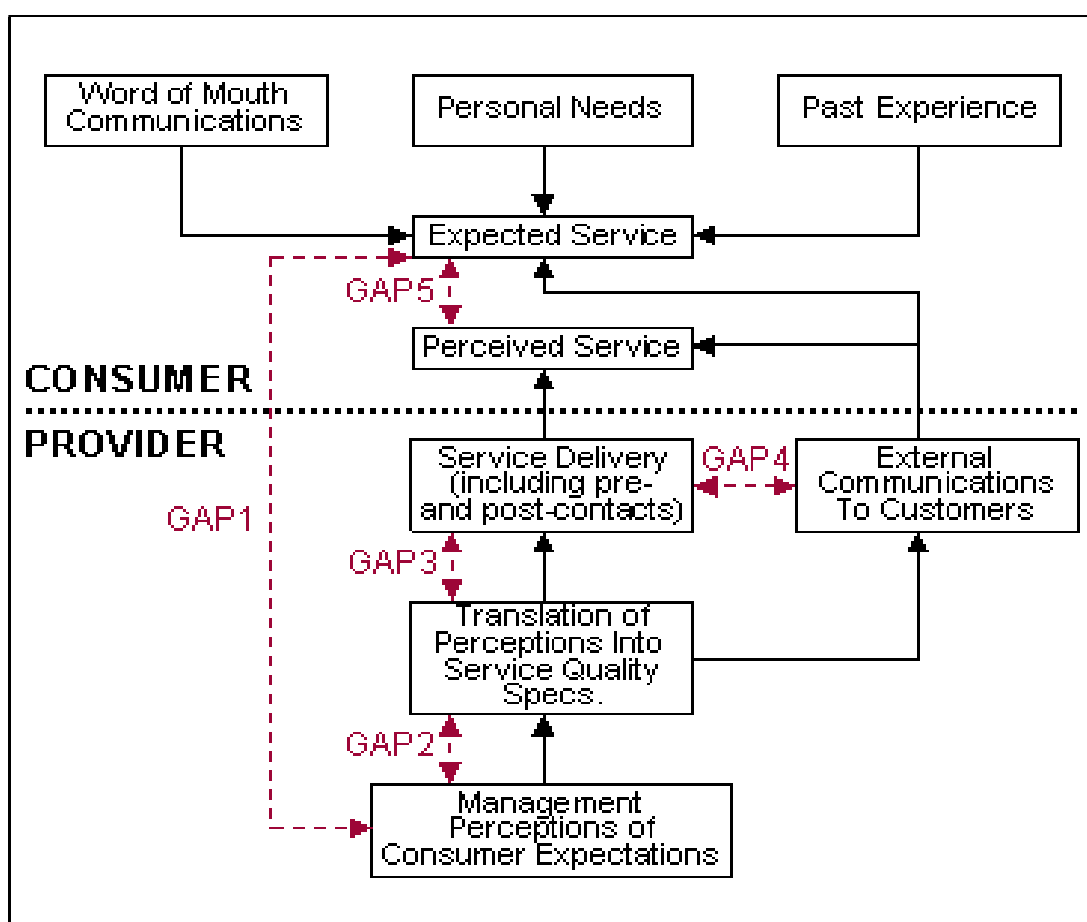 Word of Mouth
Communications
Personal Needs
Past Experience
Expected Service
GAP5
Perceived Service
CONSUMER
PROVIDER
Service Delivery
(including pre-
and post-contacts)
GAP4
External
Communications
To Customers
GAP1
GAP3
Translation of
Perceptions Into
Service Quality
Specs.
GAP2
Management
Perceptions of
Consumer Expectations